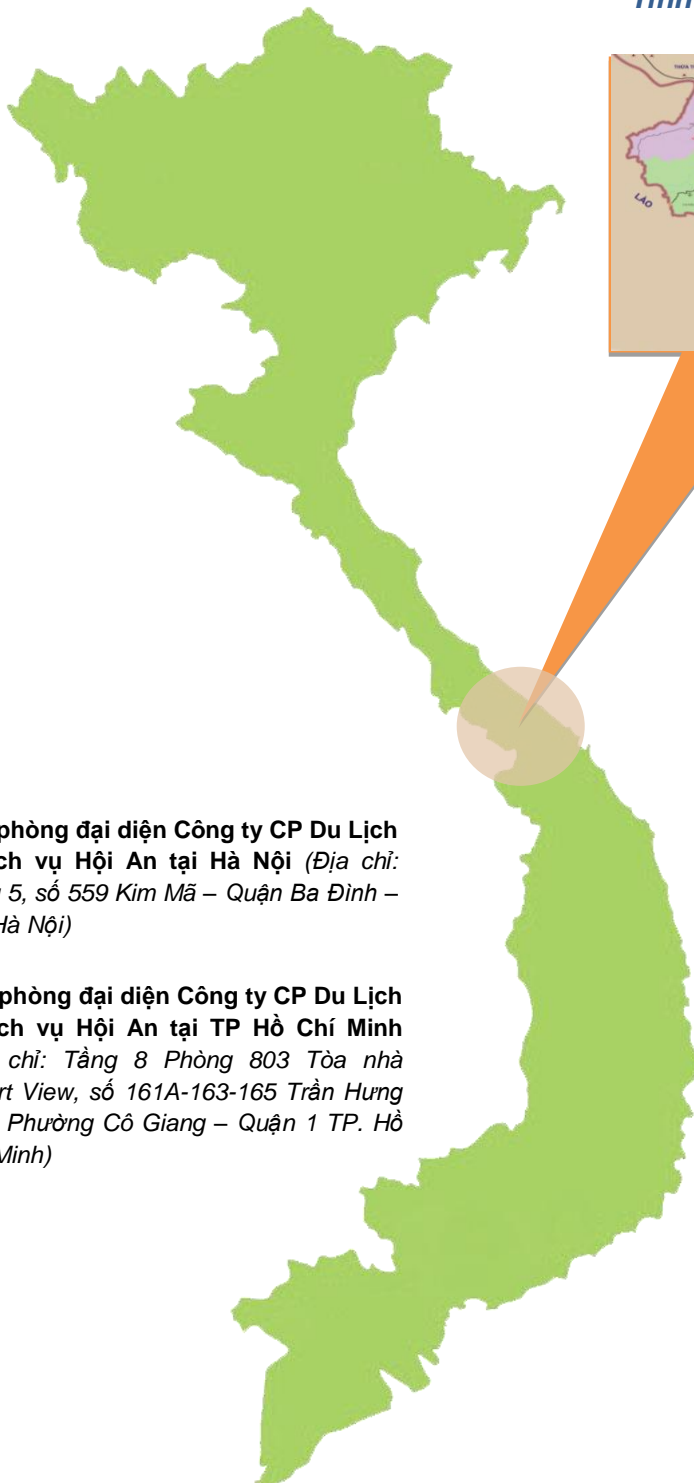 Tỉnh
LÀO
phòng đại diện Công ty CP Du Lịch
ch vụ Hội An tại Hà Nội (Địa chỉ:
5, số 559 Kim Mã – Quận Ba Đình –
Hà Nội)
phòng đại diện Công ty CP Du Lịch
ch vụ Hội An tại TP Hồ Chí Minh
chỉ: Tầng 8 Phòng 803 Tòa nhà
rt View, số 161A-163-165 Trần Hưng
Phường Cô Giang – Quận 1 TP. Hồ
Minh)